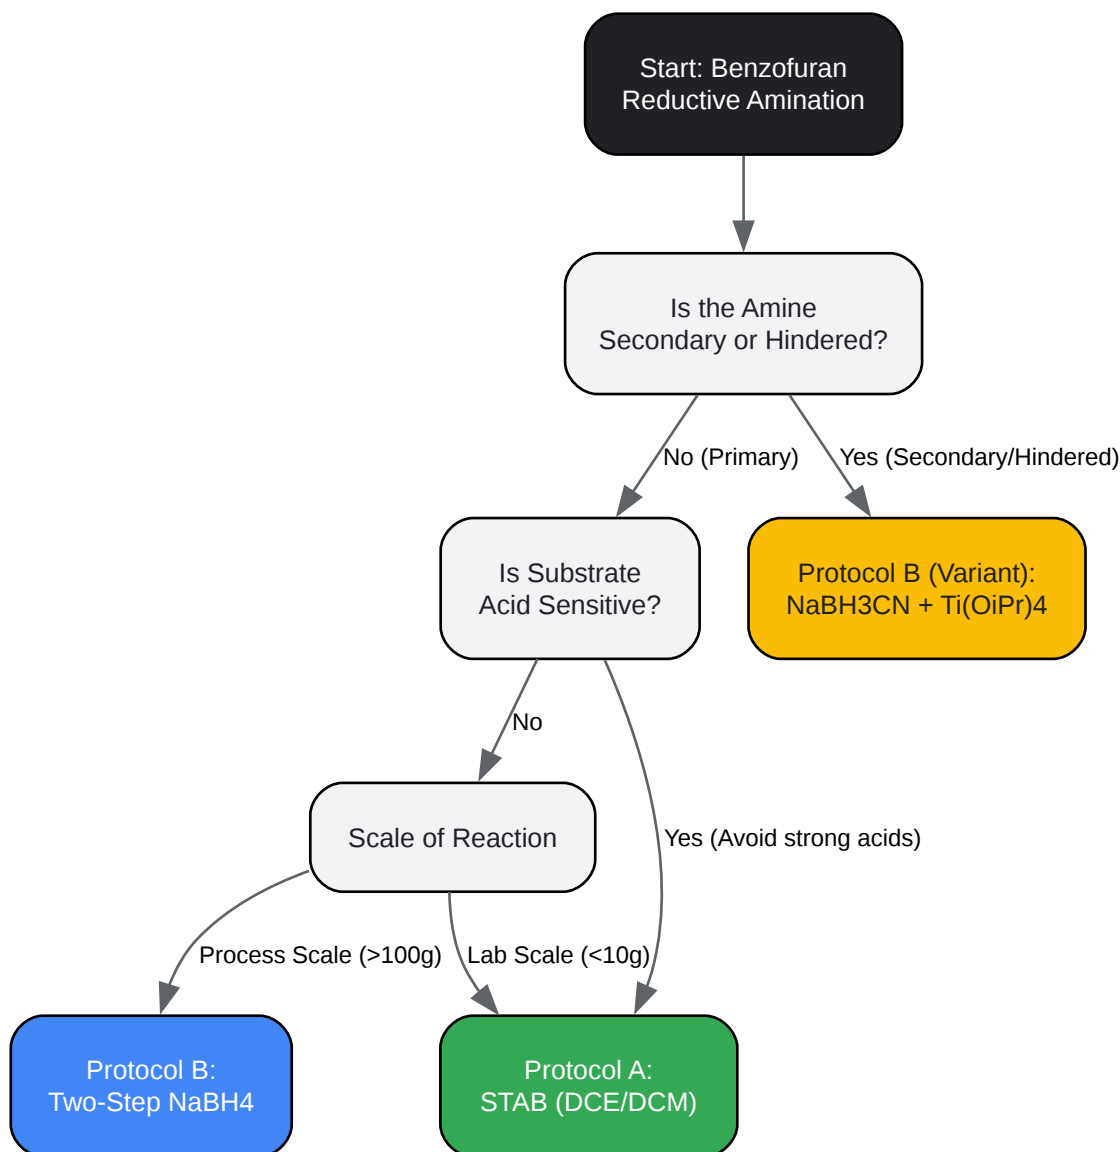 Start: Benzofuran
Reductive Amination
Is the Amine
Secondary or Hindered?
No (Primary)
Yes (Secondary/Hindered)
Is Substrate
Acid Sensitive?
Protocol B (Variant):
NaBH3CN + Ti(OiPr)4
No
Scale of Reaction
Yes (Avoid strong acids)
Process Scale (>100g)
Lab Scale (<10g)
Protocol B:
Two-Step NaBH4
Protocol A:
STAB (DCE/DCM)